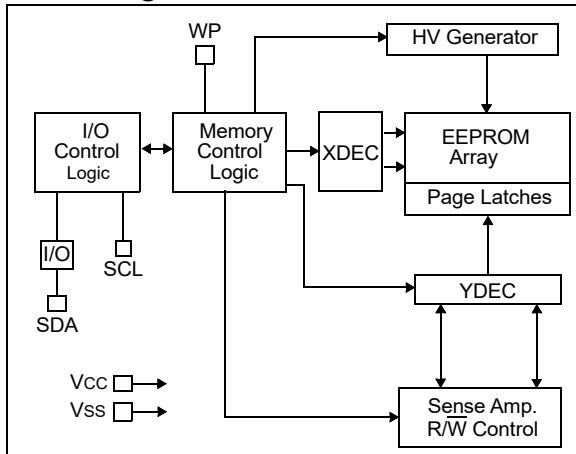 WP
HV Generator
I/O
Control
Logic
Memory
Control
Logic
XDEC
EEPROM
Array
Page Latches
I/O
SCL
SDA
YDEC
VCC
VSS
Sense Amp.
R/W̅ Control